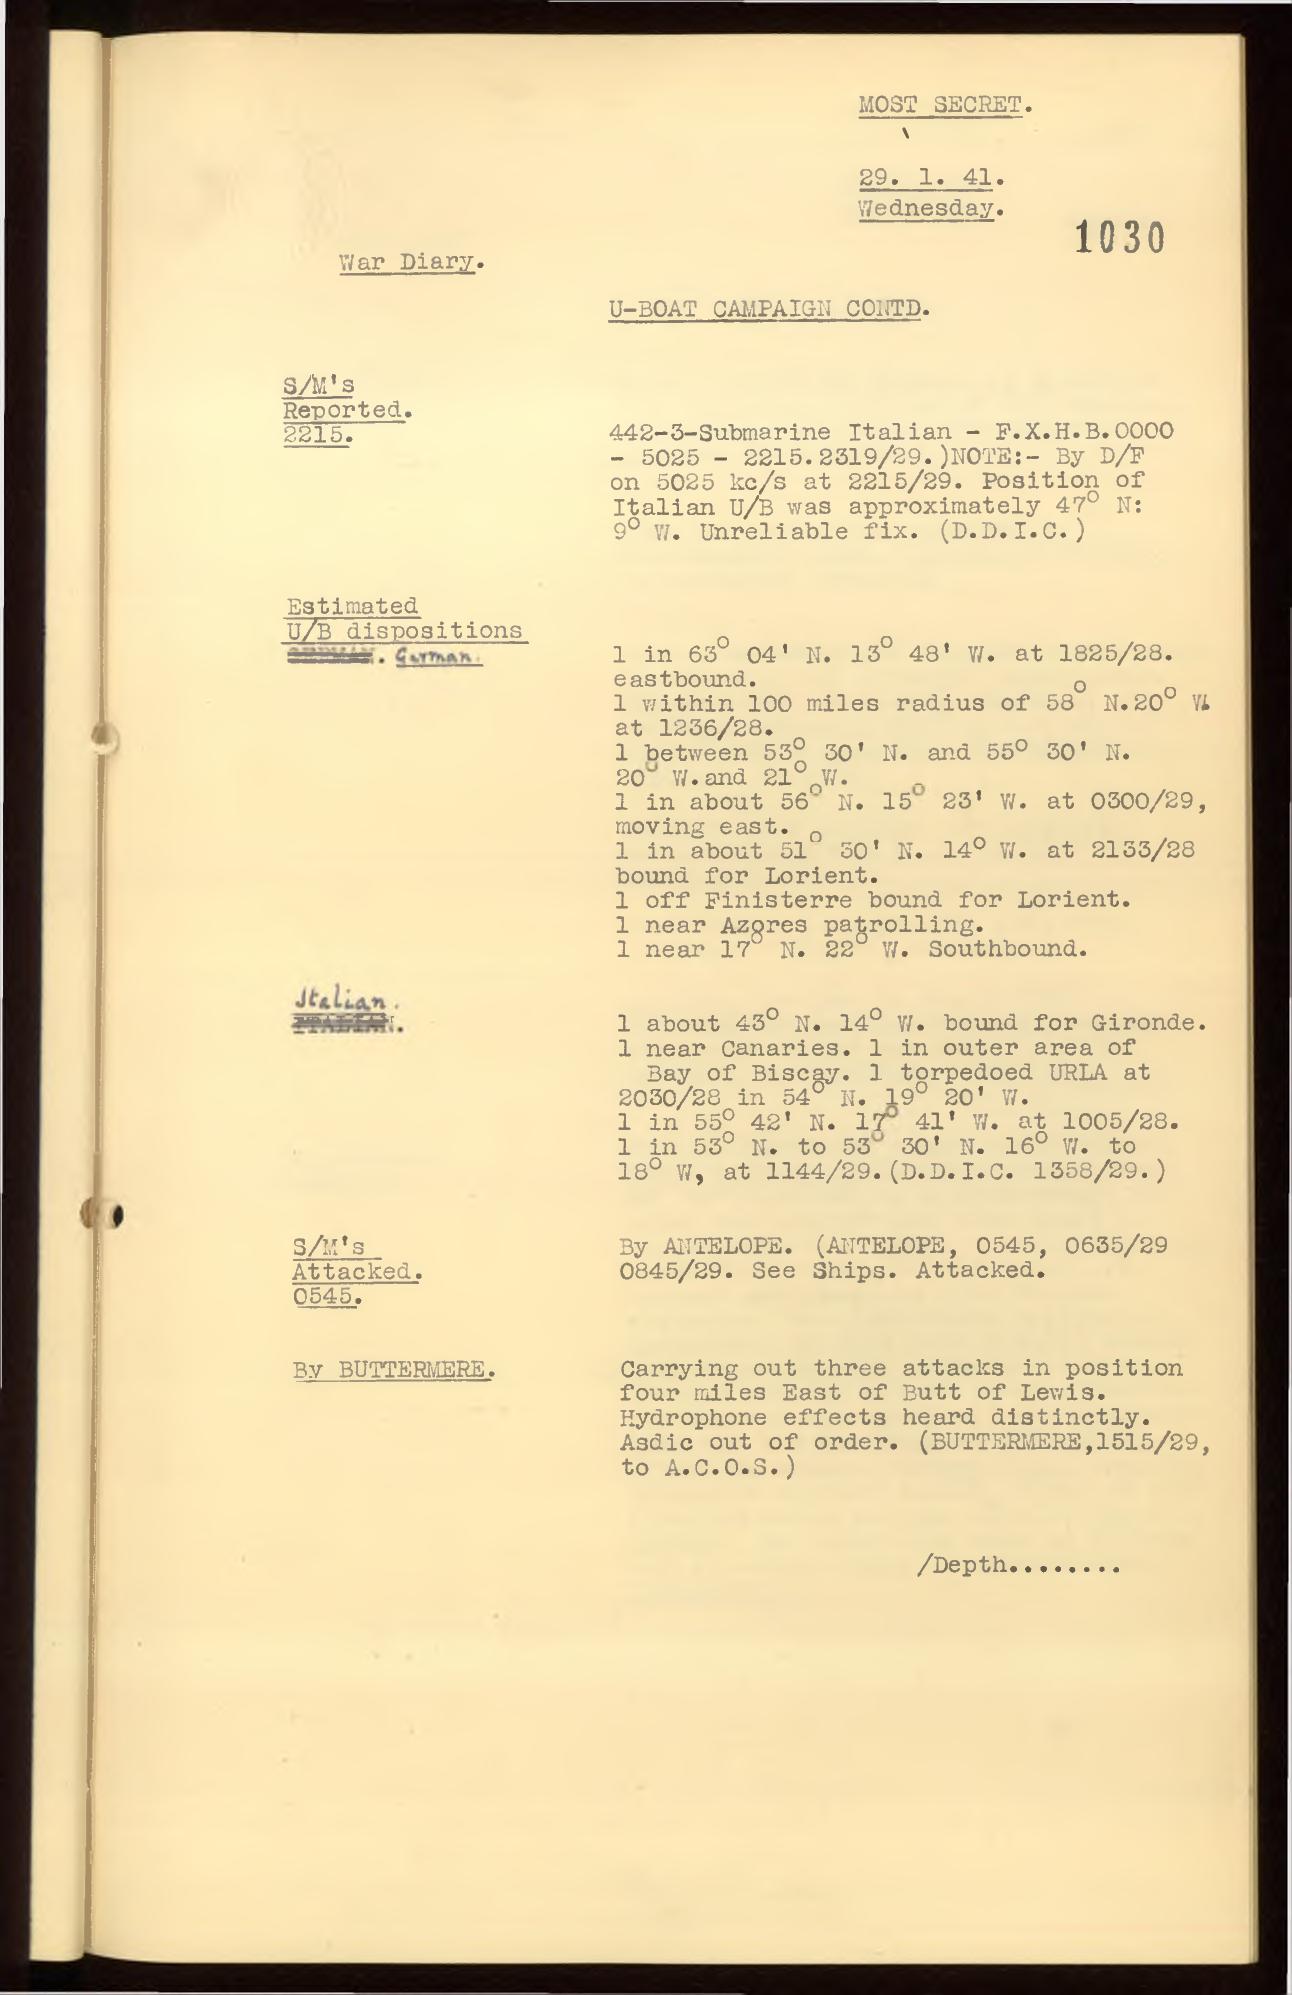 MOST SECRET.
29. 1. 41.
Wednesday.
1030
War Diary.
U-BOAT CAMPAIGN CONTD.
S/M's
Reported.
2215.
442-3-Submarine Italian - F.X.H.B.0000
- 5025 - 2215.2319/29.)NOTE:- By D/F
on 5025 kc/s at 2215/29. Position of
Italian U/B was approximately 47° N:
9° W. Unreliable fix. (D.D.I.C.)
Estimated
U/B dispositions
German.
1 in 63° 04' N. 13° 48' W. at 1825/28.
eastbound.
1 within 100 miles radius of 58° N.20° W.
at 1236/28.
1 between 53° 30' N. and 55° 30' N.
20° W.and 21° W.
1 in about 56° N. 15° 23' W. at 0300/29,
moving east.
1 in about 51° 30' N. 14° W. at 2133/28
bound for Lorient.
1 off Finisterre bound for Lorient.
1 near Azores patrolling.
1 near 17° N. 22° W. Southbound.
Italian.
ITALIAN.
1 about 43° N. 14° W. bound for Gironde.
1 near Canaries. 1 in outer area of
Bay of Biscay. 1 torpedoed URLA at
2030/28 in 54° N. 19° 20' W.
1 in 55° 42' N. 17° 41' W. at 1005/28.
1 in 53° N. to 53° 30' N. 16° W. to
18° W, at 1144/29.(D.D.I.C. 1358/29.)
S/M's
Attacked.
0545.
By ANTELOPE. (ANTELOPE, 0545, 0635/29
0845/29. See Ships. Attacked.
By BUTTERMERE.
Carrying out three attacks in position
four miles East of Butt of Lewis.
Hydrophone effects heard distinctly.
Asdic out of order. (BUTTERMERE,1515/29,
to A.C.O.S.)
/Depth........